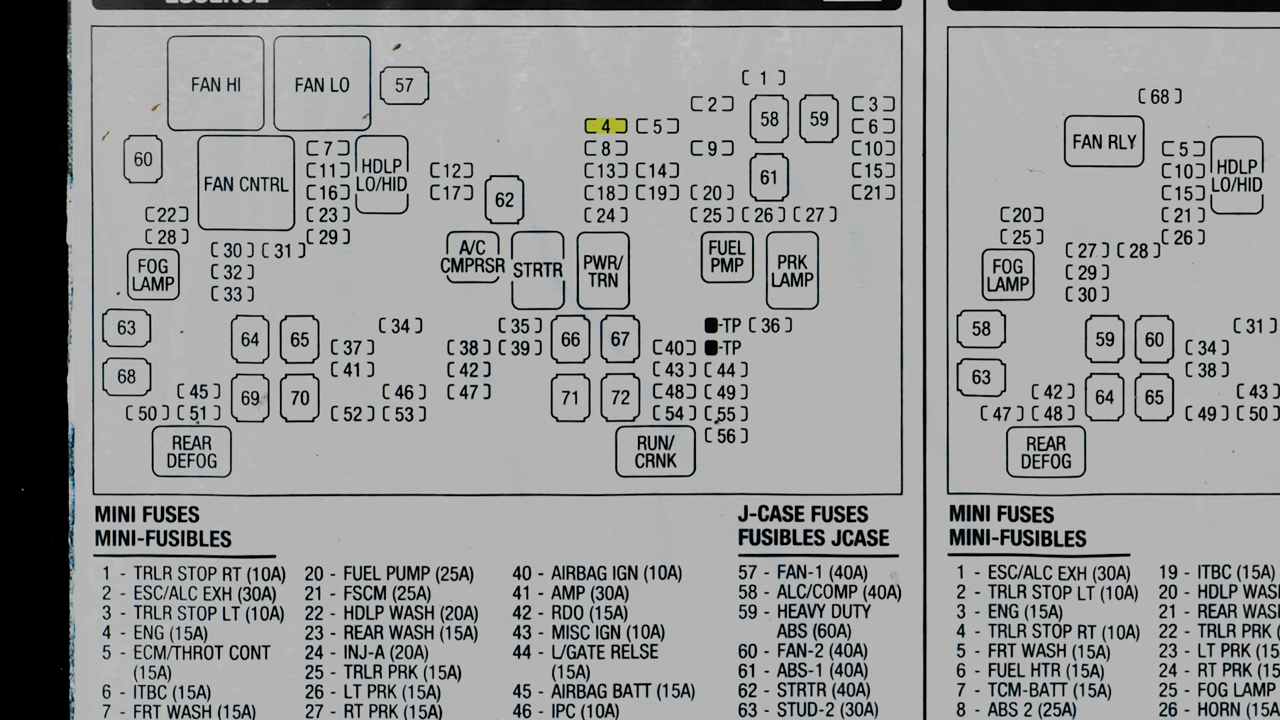 ESSENCE
FAN HI
FAN LO
57
[ 1 ]
[ 2 ]
58
59
[ 3 ]
[ 4 ]
[ 5 ]
[ 6 ]
60
FAN CNTRL
[ 7 ]
HDLP
LO/HID
[ 8 ]
[ 9 ]
[10]
[11]
[12]
[13]
[14]
61
[15]
[16]
[17]
62
[18]
[19]
[20]
[21]
[22]
[23]
[24]
[25]
[26]
[27]
[28]
[29]
FOG
LAMP
[30]
[31]
[32]
[33]
A/C
CMPRSR
STRTR
PWR/
TRN
FUEL
PMP
PRK
LAMP
63
64
65
[34]
[35]
66
67
-TP
[36]
[37]
[38]
[39]
[40]
-TP
68
[41]
[42]
[43]
[44]
[45]
69
70
[46]
[47]
71
72
[48]
[49]
[50]
[51]
[52]
[53]
[54]
[55]
REAR
DEFOG
RUN/
CRNK
[56]
MINI FUSES
MINI-FUSIBLES
1 - TRLR STOP RT (10A)
2 - ESC/ALC EXH (30A)
3 - TRLR STOP LT (10A)
4 - ENG (15A)
5 - ECM/THROT CONT
(15A)
6 - ITBC (15A)
7 - FRT WASH (15A)
20 - FUEL PUMP (25A)
21 - FSCM (25A)
22 - HDLP WASH (20A)
23 - REAR WASH (15A)
24 - INJ-A (20A)
25 - TRLR PRK (15A)
26 - LT PRK (15A)
27 - RT PRK (15A)
40 - AIRBAG IGN (10A)
41 - AMP (30A)
42 - RDO (15A)
43 - MISC IGN (10A)
44 - L/GATE RELSE
(15A)
45 - AIRBAG BATT (15A)
46 - IPC (10A)
J-CASE FUSES
FUSIBLES JCASE
57 - FAN-1 (40A)
58 - ALC/COMP (40A)
59 - HEAVY DUTY
ABS (60A)
60 - FAN-2 (40A)
61 - ABS-1 (40A)
62 - STRTR (40A)
63 - STUD-2 (30A)
[68]
FAN RLY
[ 5 ]
HDLP
LO/HID
[10]
[15]
[20]
[21]
[25]
[26]
FOG
LAMP
[27]
[28]
[29]
[30]
58
59
60
[31]
[34]
63
[38]
[42]
64
65
[43]
[47]
[48]
[49]
[50]
REAR
DEFOG
MINI FUSES
MINI-FUSIBLES
1 - ESC/ALC EXH (30A)
2 - TRLR STOP LT (10A)
3 - ENG (15A)
4 - TRLR STOP RT (10A)
5 - FRT WASH (15A)
6 - FUEL HTR (15A)
7 - TCM-BATT (15A)
8 - ABS 2 (25A)
19 - ITBC (15A)
20 - HDLP WASH
21 - REAR WASH
22 - TRLR PRK (
23 - LT PRK (15
24 - RT PRK (15
25 - FOG LAMP
26 - HORN (15A